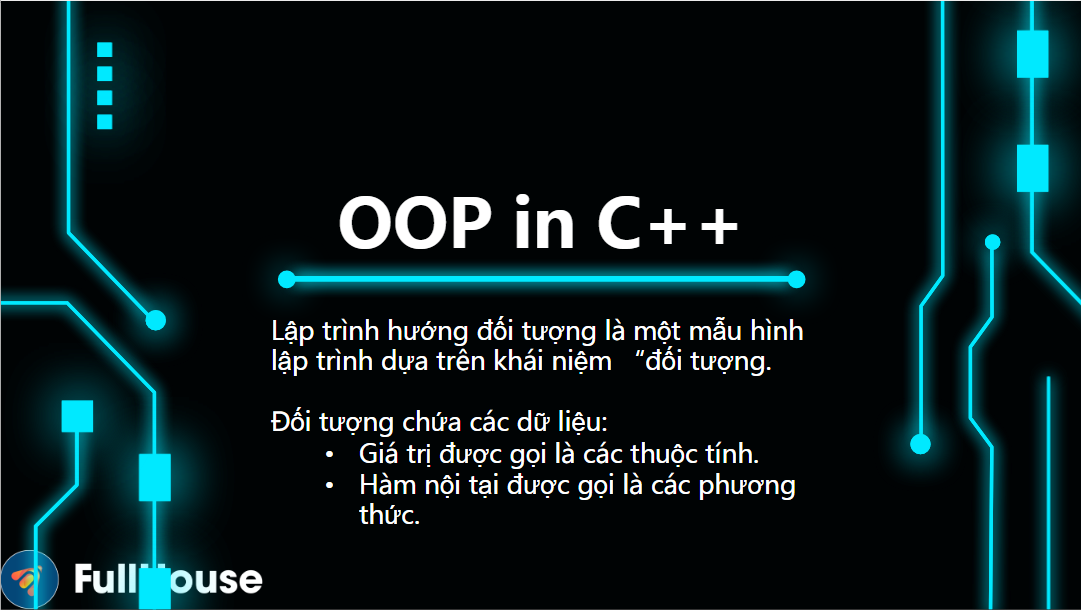 OOP in C++
Lập trình hướng đối tượng là một mẫu hình
lập trình dựa trên khái niệm “đối tượng.
Đối tượng chứa các dữ liệu:
• Giá trị được gọi là các thuộc tính.
• Hàm nội tại được gọi là các phương
thức.
FullHouse